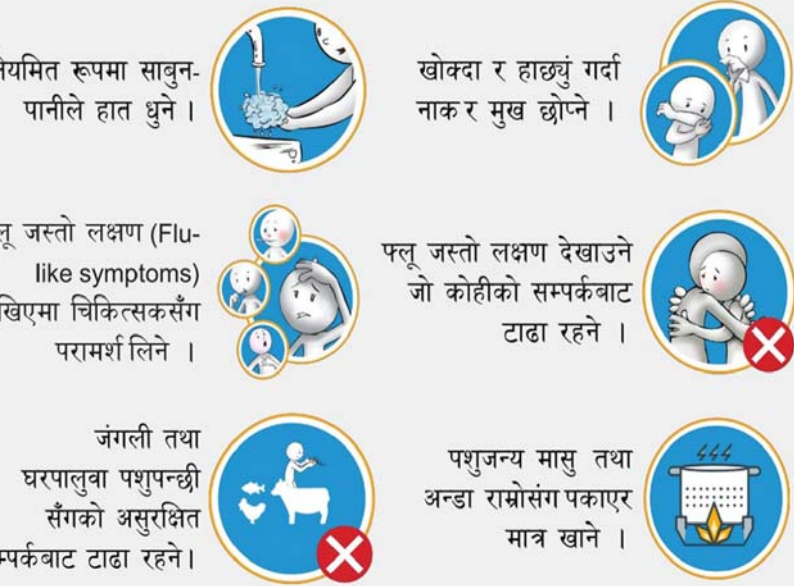 नियमित रूपमा साबुन-
पानीले हात धुने ।
खोक्दा र हाछ्युं गर्दा
नाक र मुख छोप्ने ।
लू जस्तो लक्षण (Flu-
like symptoms)
खिएमा चिकित्सकसँग
परामर्श लिने ।
फ्लू जस्तो लक्षण देखाउने
जो कोहीको सम्पर्कबाट
टाढा रहने ।
जंगली तथा
घरपालुवा पशुपन्छी
सँगको असुरक्षित
म्पर्कबाट टाढा रहने।
पशुजन्य मासु तथा
अन्डा राम्रोसंग पकाएर
मात्र खाने ।